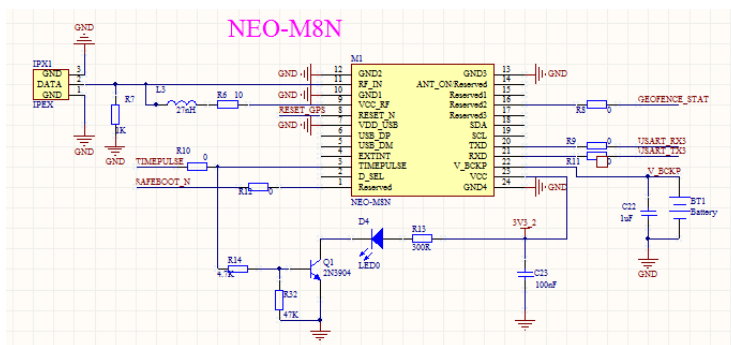 NEO-M8N
GND
IPX1
GND 3
DATA 2
GND 1
IPEX
R7
1K
GND
GND
L3
27nH
R6 10
M1
GND 12 GND2 GND3 13 GND
11 RF_IN ANT_ON/Reserved 14
GND 10 GND1 Reserved1 15
9 VCC_RF Reserved2 16
RESET_GPS 8 RESET_N Reserved3 17
GND 7 VDD_USB SDA 18
6 USB_DP SCL 19
5 USB_DM TXD 20
4 EXTINT RXD 21
3 TIMEPULSE V_BCKP 22
2 D_SEL VCC 23
1 Reserved GND4 24 GND
NEO-M8N
R8 0 GEOFENCE_STAT
R9 0 USART_RX3
R11 0 USART_TX3
V_BCKP
R10
TIMEPULSE 0
SAFEBOOT_N
R12 0
C22
1uF
BT1
Battery
GND
D4
LED0
R13
300R
3V3_2
C23
100nF
R14
4.7K
Q1
2N3904
R32
47K